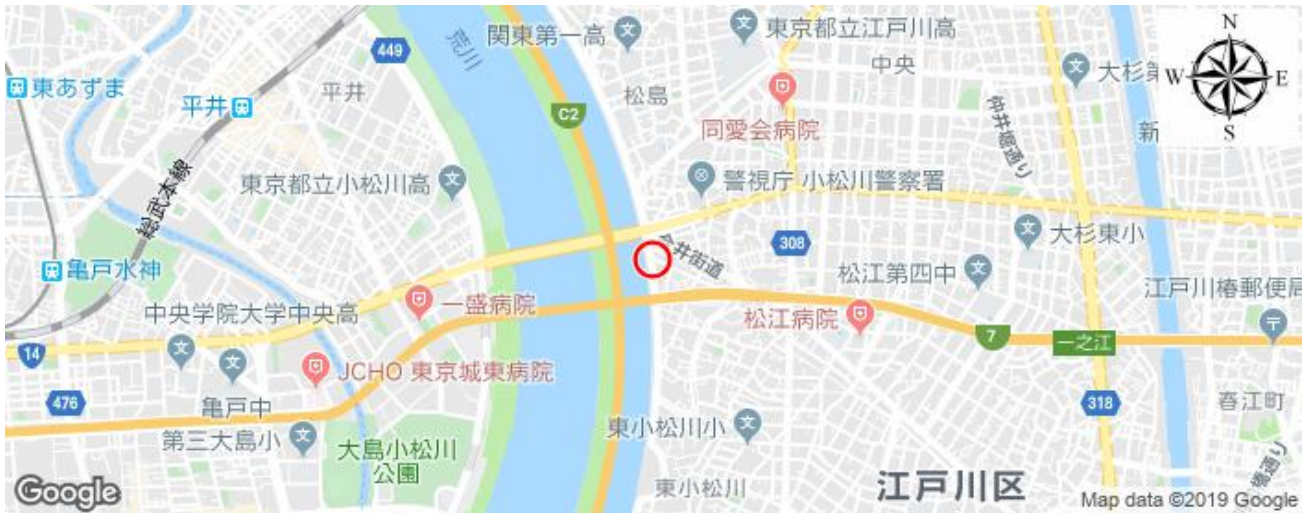 関東第一高
東京都立江戸川高
449
荒川
中央
大杉第
N
W
E
S
東あずま
平井
平井
松島
C2
同愛会病院
仲井堀通り
新
総武本線
東京都立小松川高
警視庁 小松川警察署
今井街道
308
大杉東小
亀戸水神
松江第四中
江戸川椿郵便局
中央学院大学中央高
一盛病院
松江病院
14
7
一之江
JCHO 東京城東病院
476
亀戸中
318
春江町
第三大島小
大島小松川
公園
東小松川小
東小松川
江戸川区
Google
Map data ©2019 Google